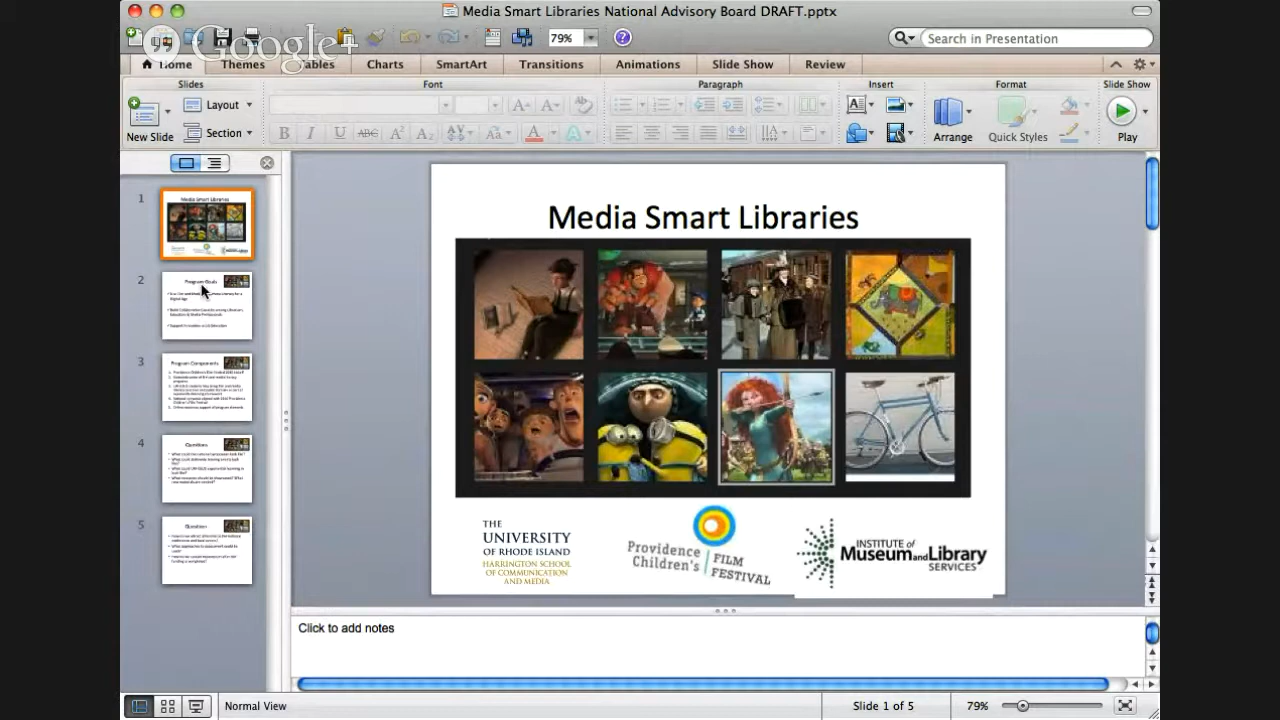 Media Smart Libraries National Advisory Board DRAFT.pptx
79%
Search in Presentation
Google+
Home
Themes
Tables
Charts
SmartArt
Transitions
Animations
Slide Show
Review
Slides
Font
Paragraph
Insert
Format
Slide Show
New Slide
Layout
Section
Arrange
Quick Styles
Play
1
Media Smart Libraries
2
Program Goals
3
Program Components
4
Questions
5
Question
Media Smart Libraries
THE
UNIVERSITY
OF RHODE ISLAND
HARRINGTON SCHOOL
OF COMMUNICATION
AND MEDIA
Providence
Children's
FILM
FESTIVAL
INSTITUTE of
Museum and Library
SERVICES
Click to add notes
Normal View
Slide 1 of 5
79%